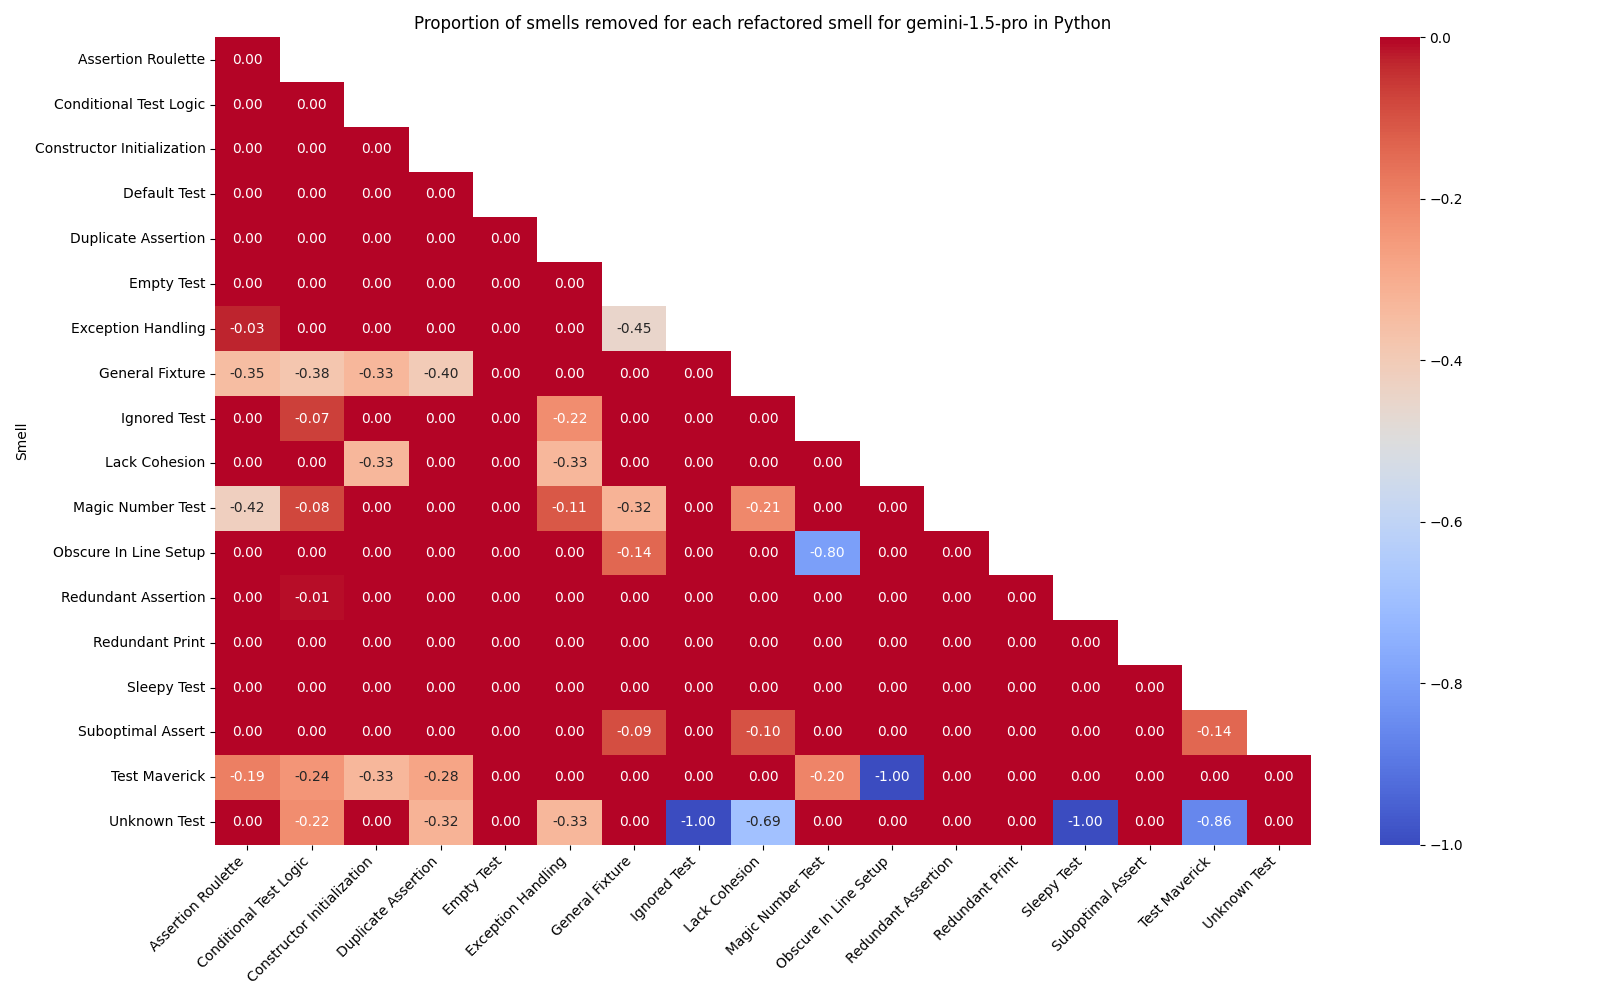 Proportion of smells removed for each refactored smell for gemini-1.5-pro in Python
Smell
Assertion Roulette 0.00
Conditional Test Logic 0.00 0.00
Constructor Initialization 0.00 0.00 0.00
Default Test 0.00 0.00 0.00 0.00
Duplicate Assertion 0.00 0.00 0.00 0.00 0.00
Empty Test 0.00 0.00 0.00 0.00 0.00 0.00
Exception Handling -0.03 0.00 0.00 0.00 0.00 0.00 -0.45
General Fixture -0.35 -0.38 -0.33 -0.40 0.00 0.00 0.00 0.00
Ignored Test 0.00 -0.07 0.00 0.00 0.00 -0.22 0.00 0.00 0.00
Lack Cohesion 0.00 0.00 -0.33 0.00 0.00 -0.33 0.00 0.00 0.00 0.00
Magic Number Test -0.42 -0.08 0.00 0.00 0.00 -0.11 -0.32 0.00 -0.21 0.00 0.00
Obscure In Line Setup 0.00 0.00 0.00 0.00 0.00 0.00 -0.14 0.00 0.00 -0.80 0.00 0.00
Redundant Assertion 0.00 -0.01 0.00 0.00 0.00 0.00 0.00 0.00 0.00 0.00 0.00 0.00 0.00
Redundant Print 0.00 0.00 0.00 0.00 0.00 0.00 0.00 0.00 0.00 0.00 0.00 0.00 0.00 0.00
Sleepy Test 0.00 0.00 0.00 0.00 0.00 0.00 0.00 0.00 0.00 0.00 0.00 0.00 0.00 0.00 0.00
Suboptimal Assert 0.00 0.00 0.00 0.00 0.00 0.00 -0.09 0.00 -0.10 0.00 0.00 0.00 0.00 0.00 0.00 -0.14
Test Maverick -0.19 -0.24 -0.33 -0.28 0.00 0.00 0.00 0.00 0.00 -0.20 -1.00 0.00 0.00 0.00 0.00 0.00 0.00
Unknown Test 0.00 -0.22 0.00 -0.32 0.00 -0.33 0.00 -1.00 -0.69 0.00 0.00 0.00 0.00 -1.00 0.00 -0.86 0.00
Assertion Roulette
Conditional Test Logic
Constructor Initialization
Duplicate Assertion
Empty Test
Exception Handling
General Fixture
Ignored Test
Lack Cohesion
Magic Number Test
Obscure In Line Setup
Redundant Assertion
Redundant Print
Sleepy Test
Suboptimal Assert
Test Maverick
Unknown Test
0.0
−0.2
−0.4
−0.6
−0.8
−1.0